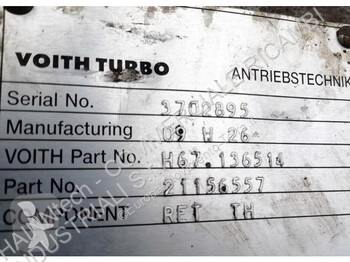 VOITH TURBO ANTRIEBSTECHNIK
Serial No. 3702895
Manufacturing 09 W 26
VOITH Part No. H67.136514
Part No. 21156557
COMPONENT RET TH